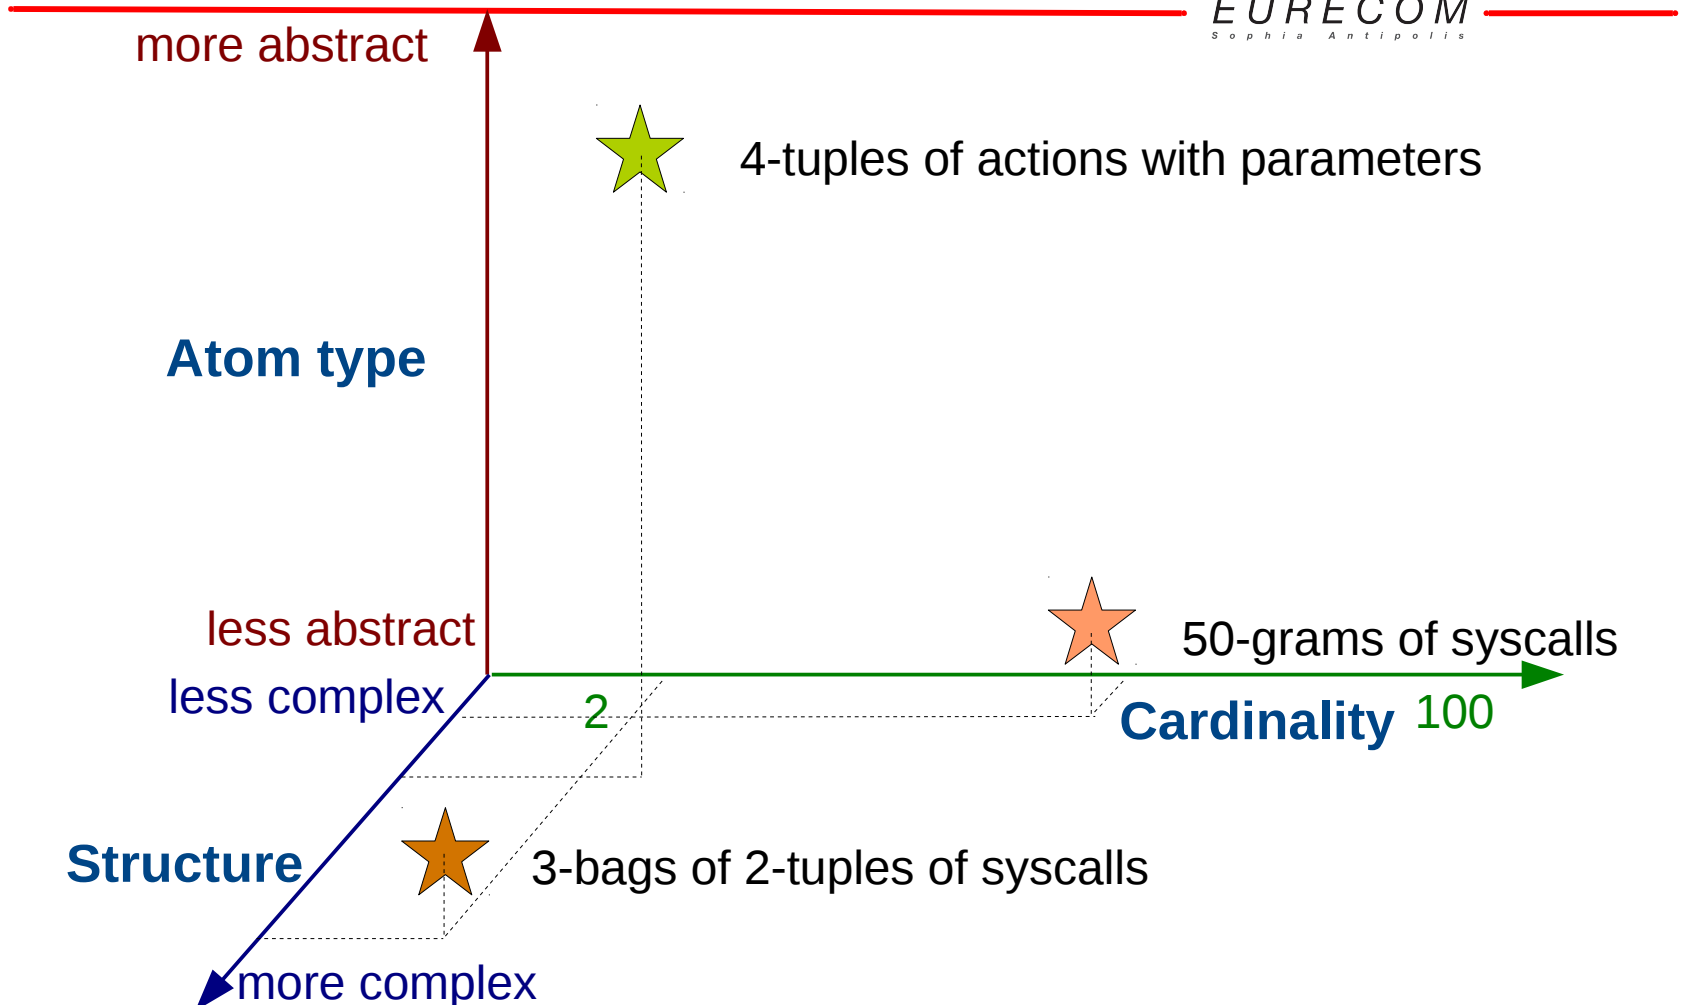 EURECOM
Sophia Antipolis
more abstract
4-tuples of actions with parameters
Atom type
less abstract
50-grams of syscalls
less complex
2
Cardinality
100
Structure
3-bags of 2-tuples of syscalls
more complex